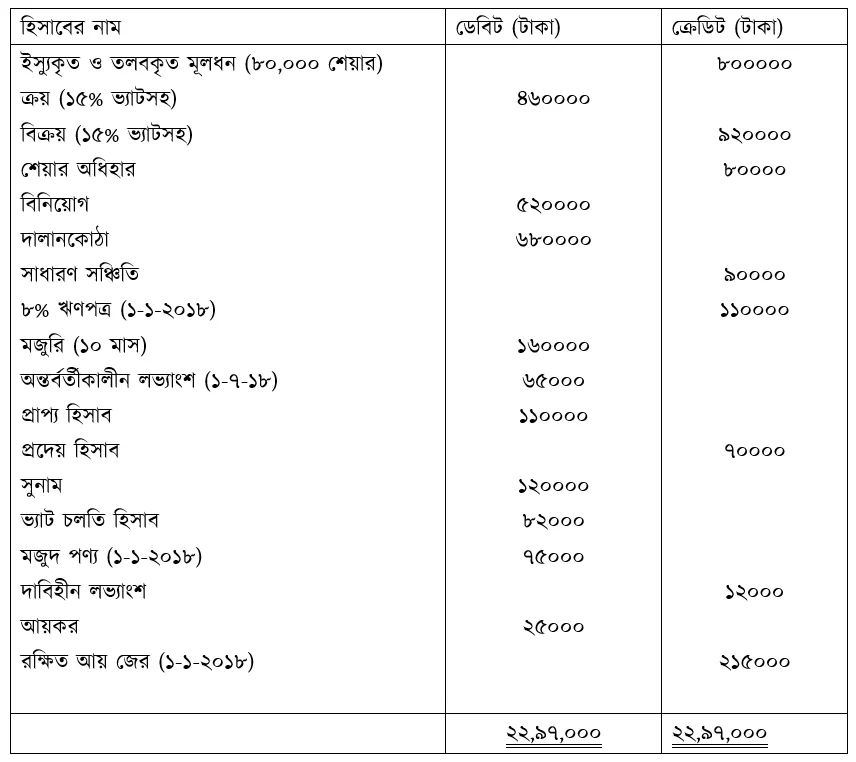 হিসাবের নাম ডেবিট (টাকা) ক্রেডিট (টাকা)
ইস্যুকৃত ও তলবকৃত মূলধন (৮০,০০০ শেয়ার) ৮০০০০০
ক্রয় (১৫% ভ্যাটসহ) ৪৬০০০০
বিক্রয় (১৫% ভ্যাটসহ) ৯২০০০০
শেয়ার অধিহার ৮০০০০
বিনিয়োগ ৫২০০০০
দালানকোঠা ৬৮০০০০
সাধারণ সঞ্চিতি ৯০০০০
৮% ঋণপত্র (১-১-২০১৮) ১১০০০০
মজুরি (১০ মাস) ১৬০০০০
অন্তর্বর্তীকালীন লভ্যাংশ (১-৭-১৮) ৬৫০০০
প্রাপ্য হিসাব ১১০০০০
প্রদেয় হিসাব ৭০০০০
সুনাম ১২০০০০
ভ্যাট চলতি হিসাব ৮২০০০
মজুদ পণ্য (১-১-২০১৮) ৭৫০০০
দাবিহীন লভ্যাংশ ১২০০০
আয়কর ২৫০০০
রক্ষিত আয় জের (১-১-২০১৮) ২১৫০০০
২২,৯৭,০০০ ২২,৯৭,০০০